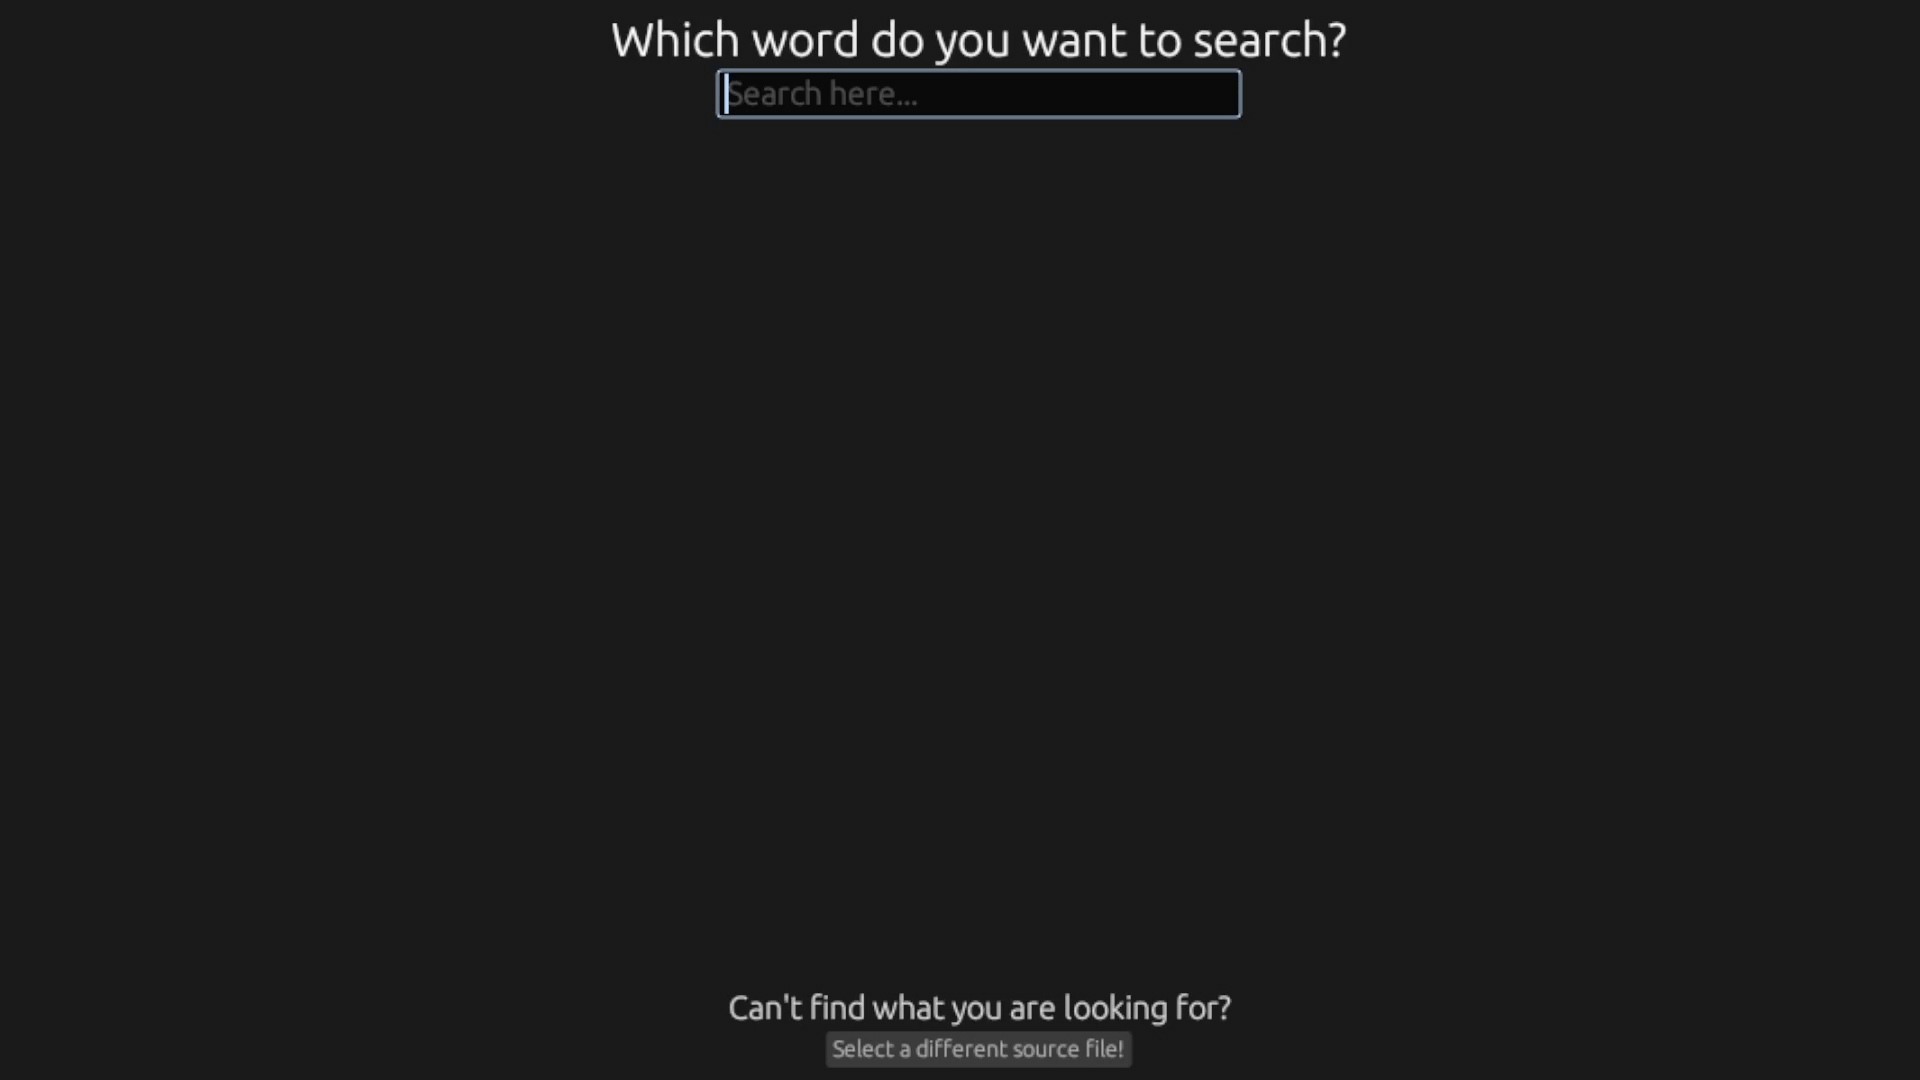 Which word do you want to search?
Search here...
Can't find what you are looking for?
Select a different source file!